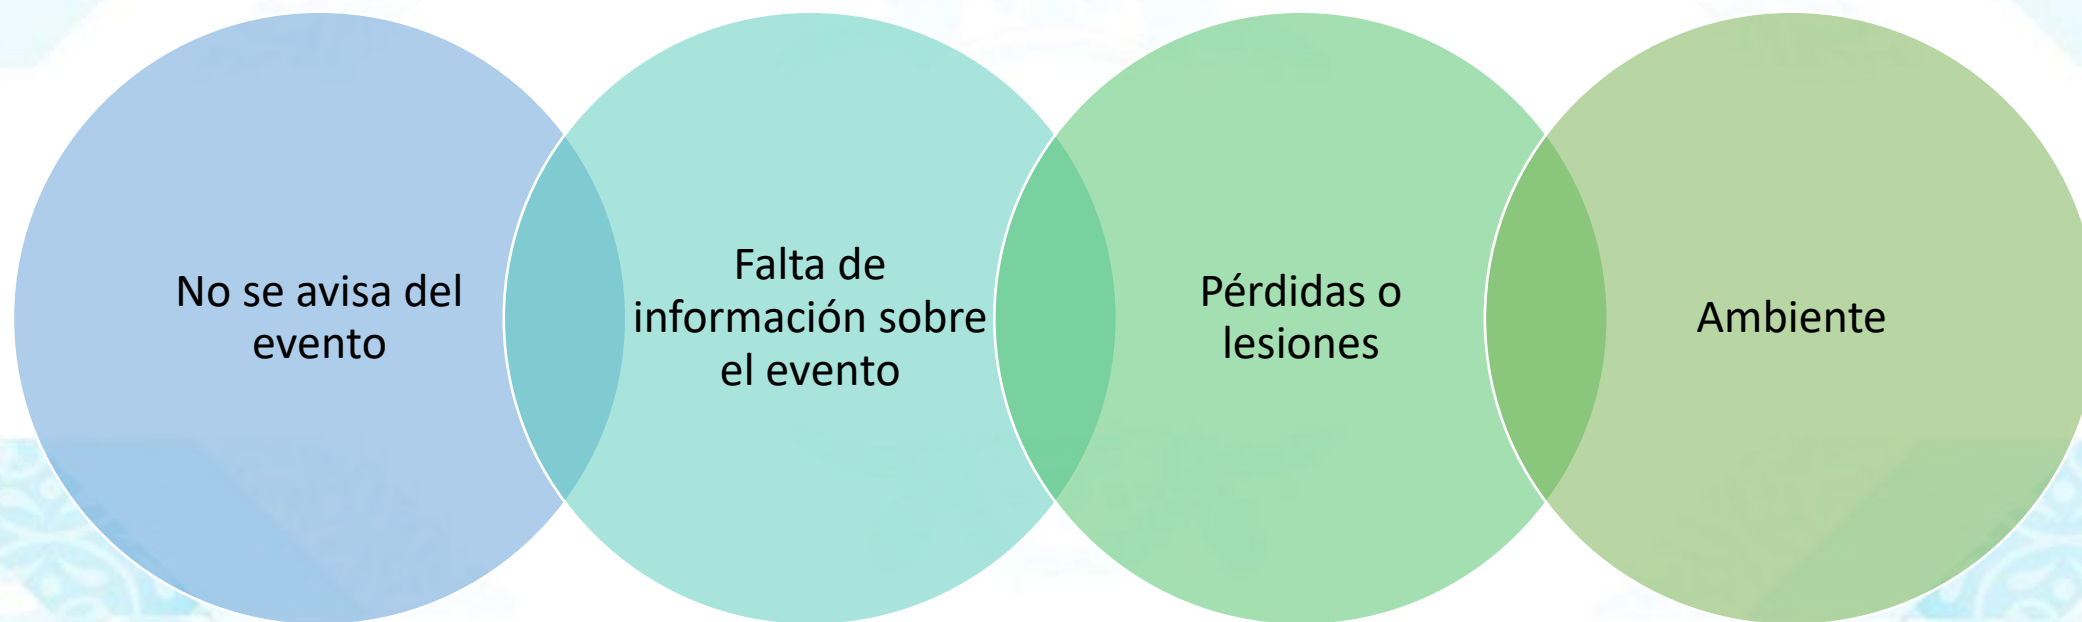 No se avisa del
evento
Falta de
información sobre
el evento
Pérdidas o
lesiones
Ambiente